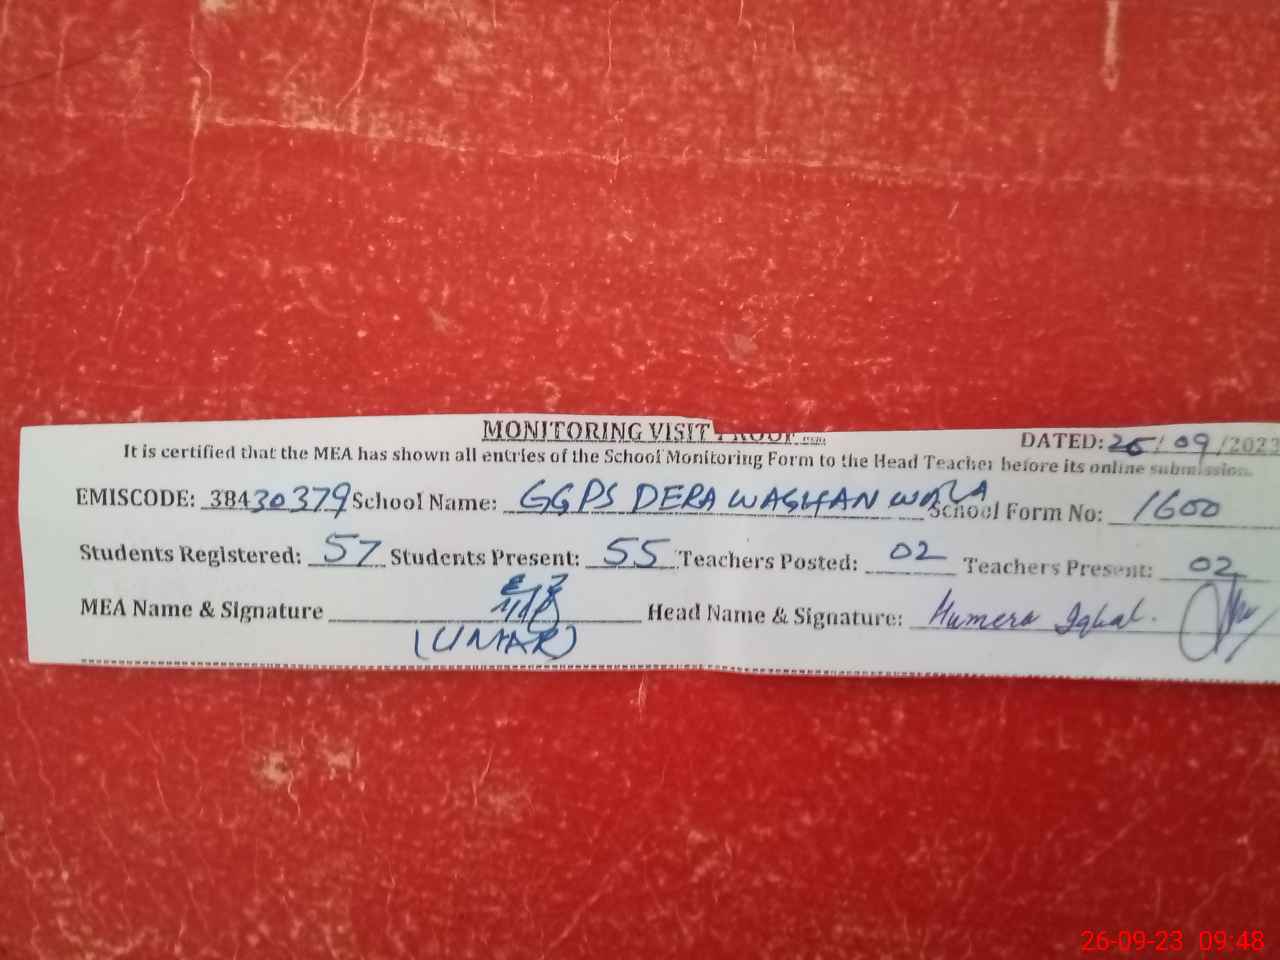 MONITORING VISIT
DATED: 26/09/2023
It is certified that the MEA has shown all entries of the School Monitoring Form to the Head Teacher before its online submission.
EMISCODE: 38430379 School Name: GGPS DERA WAGHAN WALA School Form No: 1600
Students Registered: 57 Students Present: 55 Teachers Posted: 02 Teachers Present: 02
MEA Name & Signature Head Name & Signature: Humera Iqbal.
(UMAR)
26-09-23 09:48